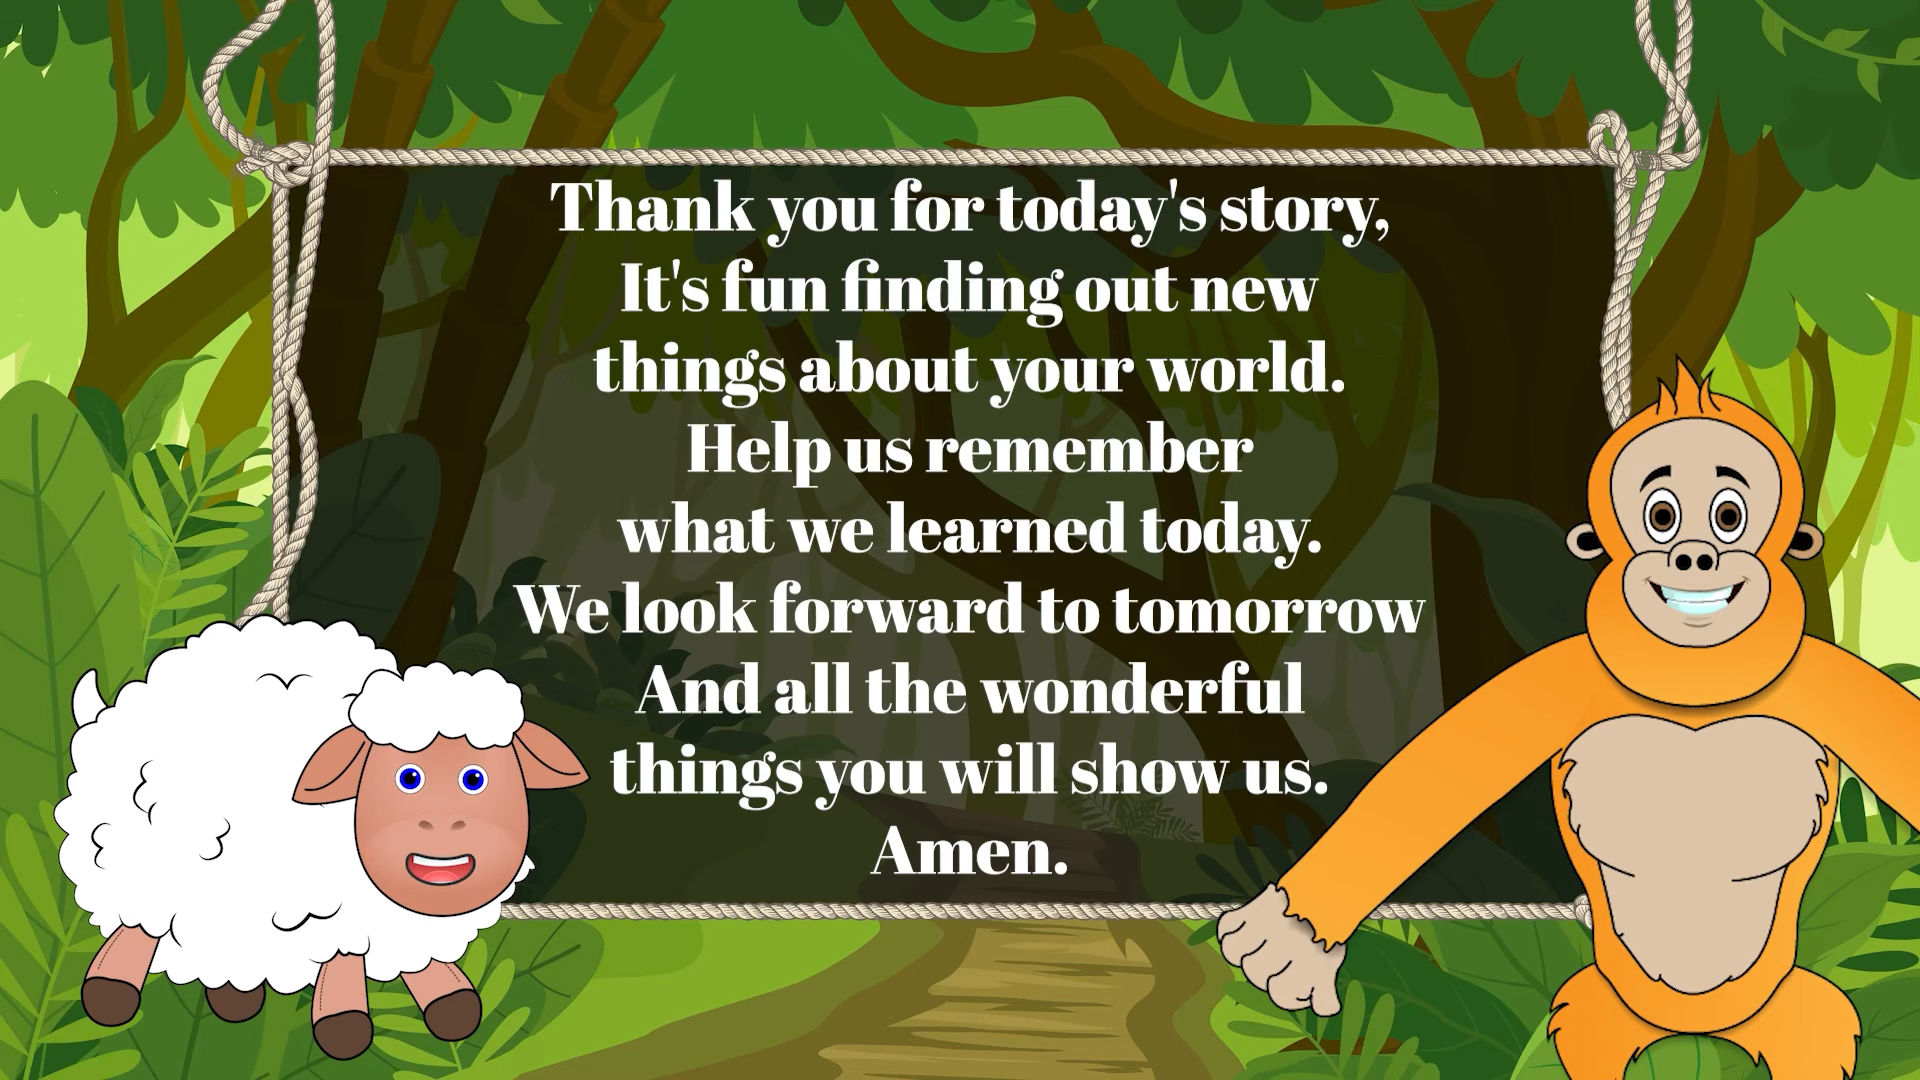 Thank you for today's story,
It's fun finding out new
things about your world.
Help us remember
what we learned today.
We look forward to tomorrow
And all the wonderful
things you will show us.
Amen.